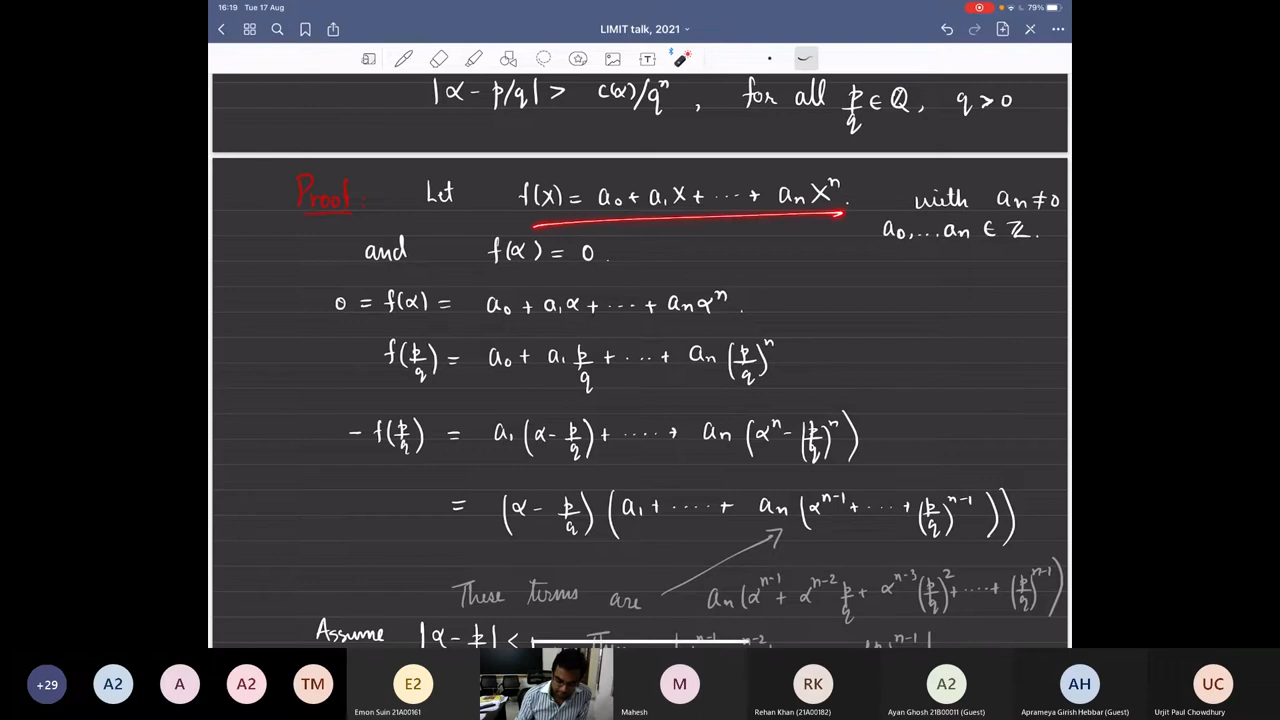 16:19 Tue 17 Aug
79%
LIMIT talk, 2021
|α - p/q| > c(α)/qⁿ , for all p/q ∈ ℚ, q > 0
Proof: Let f(X) = a₀ + a₁X + ⋯ + aₙXⁿ. with aₙ ≠ 0
a₀,...aₙ ∈ ℤ.
and f(α) = 0.
0 = f(α) = a₀ + a₁α + ⋯ + aₙαⁿ.
f(p/q) = a₀ + a₁ p/q + ⋯ + aₙ (p/q)ⁿ
- f(p/q) = a₁ (α - p/q) + ⋯ + aₙ (αⁿ - (p/q)ⁿ)
= (α - p/q) (a₁ + ⋯ + aₙ (αⁿ⁻¹ + ⋯ + (p/q)ⁿ⁻¹))
These terms are aₙ(αⁿ⁻¹ + αⁿ⁻² p/q + αⁿ⁻³ (p/q)² + ⋯ + (p/q)ⁿ⁻¹)
Assume |α - p/q| <
+29 A2 A A2 TM E2 M RK A2 AH UC
Emon Suin 21A00161 Mahesh Rehan Khan (21A00182) Ayan Ghosh 21B00011 (Guest) Aprameya Girish Hebbar (Guest) Urjit Paul Chowdhury